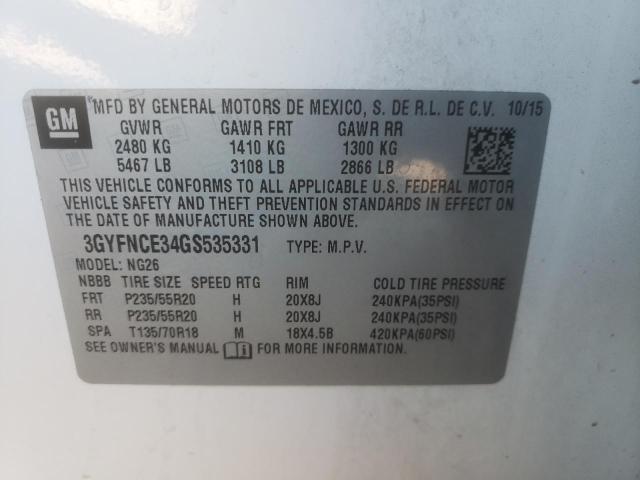 GM MFD BY GENERAL MOTORS DE MEXICO, S. DE R.L. DE C.V. 10/15
GVWR GAWR FRT GAWR RR
2480 KG 1410 KG 1300 KG
5467 LB 3108 LB 2866 LB
THIS VEHICLE CONFORMS TO ALL APPLICABLE U.S. FEDERAL MOTOR
VEHICLE SAFETY AND THEFT PREVENTION STANDARDS IN EFFECT ON
THE DATE OF MANUFACTURE SHOWN ABOVE.
3GYFNCE34GS535331 TYPE: M.P.V.
MODEL: NG26
NBBB TIRE SIZE SPEED RTG RIM COLD TIRE PRESSURE
FRT P235/55R20 H 20X8J 240KPA(35PSI)
RR P235/55R20 H 20X8J 240KPA(35PSI)
SPA T135/70R18 M 18X4.5B 420KPA(60PSI)
SEE OWNER'S MANUAL FOR MORE INFORMATION.